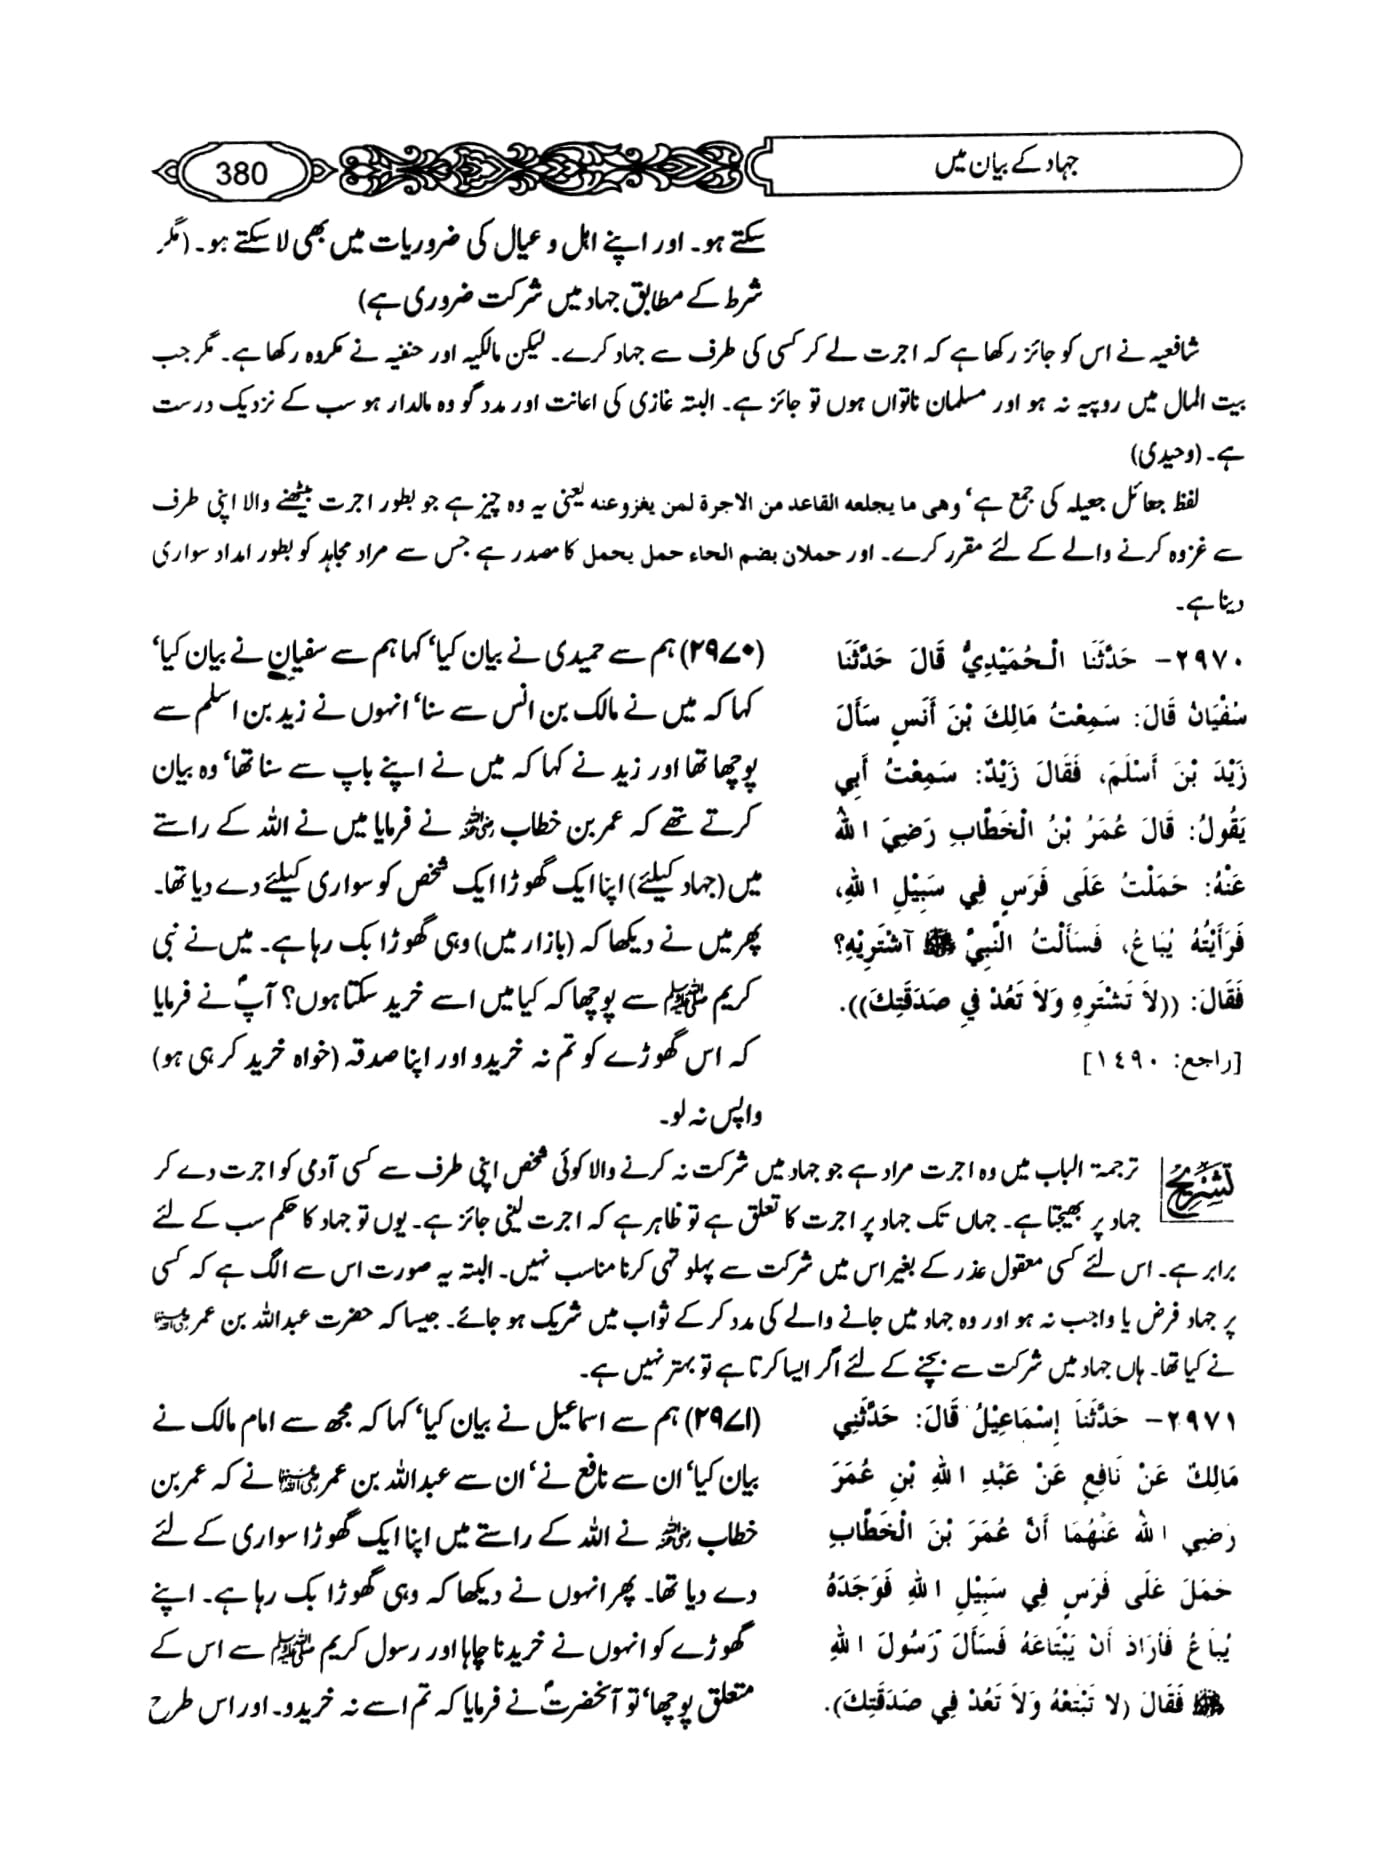 جہاد کے بیان میں
380
سکتے ہو۔ اور اپنے اہل و عیال کی ضروریات میں بھی لا سکتے ہو۔ (مگر
شرط کے مطابق جہاد میں شرکت ضروری ہے)
شافعیہ نے اس کو جائز رکھا ہے کہ اجرت لے کر کسی کی طرف سے جہاد کرے۔ لیکن مالکیہ اور حنفیہ نے مکروہ رکھا ہے۔ مگر جب
بیت المال میں روپیہ نہ ہو اور مسلمان ناتواں ہوں تو جائز ہے۔ البتہ غازی کی اعانت اور مدد گو وہ مالدار ہو سب کے نزدیک درست
ہے۔ (وحیدی)
لفظ جعائل جعیلہ کی جمع ہے‘ وهی ما یجلعه القاعد من الاجرة لمن یغزو عنه یعنی یہ وہ چیز ہے جو بطور اجرت بیٹھنے والا اپنی طرف
سے غزوہ کرنے والے کے لئے مقرر کرے۔ اور حملان بضم الحاء حمل یحمل کا مصدر ہے جس سے مراد مجاہد کو بطور امداد سواری
دینا ہے۔
٢٩٧٠- حَدَّثَنَا الْحُمَيْدِيُّ قَالَ حَدَّثَنَا
سُفْيَانُ قَالَ: سَمِعْتُ مَالِكَ بْنَ أَنَسٍ سَأَلَ
زَيْدَ بْنَ أَسْلَمَ، فَقَالَ زَيْدٌ: سَمِعْتُ أَبِي
يَقُولُ: قَالَ عُمَرُ بْنُ الْخَطَّابِ رَضِيَ اللهُ
عَنْهُ: حَمَلْتُ عَلَى فَرَسٍ فِي سَبِيْلِ اللهِ،
فَرَأَيْتُهُ يُبَاعُ، فَسَأَلْتُ النَّبِيَّ ﷺ آشْتَرِيْهِ؟
فَقَالَ: ((لاَ تَشْتَرِهِ وَلاَ تَعُدْ فِي صَدَقَتِكَ)).
[راجع: ١٤٩٠]
(۲۹۷۰) ہم سے حمیدی نے بیان کیا‘ کہا ہم سے سفیان نے بیان کیا‘
کہا کہ میں نے مالک بن انس سے سنا‘ انہوں نے زید بن اسلم سے
پوچھا تھا اور زید نے کہا کہ میں نے اپنے باپ سے سنا تھا‘ وہ بیان
کرتے تھے کہ عمر بن خطاب رضی اللہ عنہ نے فرمایا میں نے اللہ کے راستے
میں (جہاد کیلئے) اپنا ایک گھوڑا ایک شخص کو سواری کیلئے دے دیا تھا۔
پھر میں نے دیکھا کہ (بازار میں) وہی گھوڑا بک رہا ہے۔ میں نے نبی
کریم ﷺ سے پوچھا کہ کیا میں اسے خرید سکتا ہوں؟ آپؐ نے فرمایا
کہ اس گھوڑے کو تم نہ خریدو اور اپنا صدقہ (خواہ خرید کر ہی ہو)
واپس نہ لو۔
تشریح
ترجمۃ الباب میں وہ اجرت مراد ہے جو جہاد میں شرکت نہ کرنے والا کوئی شخص اپنی طرف سے کسی آدمی کو اجرت دے کر
جہاد پر بھیجتا ہے۔ جہاں تک جہاد پر اجرت کا تعلق ہے تو ظاہر ہے کہ اجرت لینی جائز ہے۔ یوں تو جہاد کا حکم سب کے لئے
برابر ہے۔ اس لئے کسی معقول عذر کے بغیر اس میں شرکت سے پہلو تہی کرنا مناسب نہیں۔ البتہ یہ صورت اس سے الگ ہے کہ کسی
پر جہاد فرض یا واجب نہ ہو اور وہ جہاد میں جانے والے کی مدد کر کے ثواب میں شریک ہو جائے۔ جیسا کہ حضرت عبداللہ بن عمر رضی اللہ عنہما
نے کیا تھا۔ ہاں جہاد میں شرکت سے بچنے کے لئے اگر ایسا کرتا ہے تو بہتر نہیں ہے۔
٢٩٧١- حَدَّثَنَا إِسْمَاعِيْلُ قَالَ: حَدَّثَنِي
مَالِكٌ عَنْ نَافِعٍ عَنْ عَبْدِ اللهِ بْنِ عُمَرَ
رَضِي اللهُ عَنْهُمَا أَنَّ عُمَرَ بْنَ الْخَطَّابِ
حَمَلَ عَلَى فَرَسٍ فِي سَبِيْلِ اللهِ فَوَجَدَهُ
يُبَاعُ فَأَرَادَ أَنْ يَبْتَاعَهُ فَسَأَلَ رَسُولَ اللهِ
ﷺ فَقَالَ (لا تَبْتَعْهُ وَلاَ تَعُدْ فِي صَدَقَتِكَ).
(۲۹۷۱) ہم سے اسماعیل نے بیان کیا‘ کہا کہ مجھ سے امام مالک نے
بیان کیا‘ ان سے نافع نے‘ ان سے عبداللہ بن عمر رضی اللہ عنہما نے کہ عمر بن
خطاب رضی اللہ عنہ نے اللہ کے راستے میں اپنا ایک گھوڑا سواری کے لئے
دے دیا تھا۔ پھر انہوں نے دیکھا کہ وہی گھوڑا بک رہا ہے۔ اپنے
گھوڑے کو انہوں نے خریدنا چاہا اور رسول کریم ﷺ سے اس کے
متعلق پوچھا‘ تو آنحضرتؐ نے فرمایا کہ تم اسے نہ خریدو۔ اور اس طرح